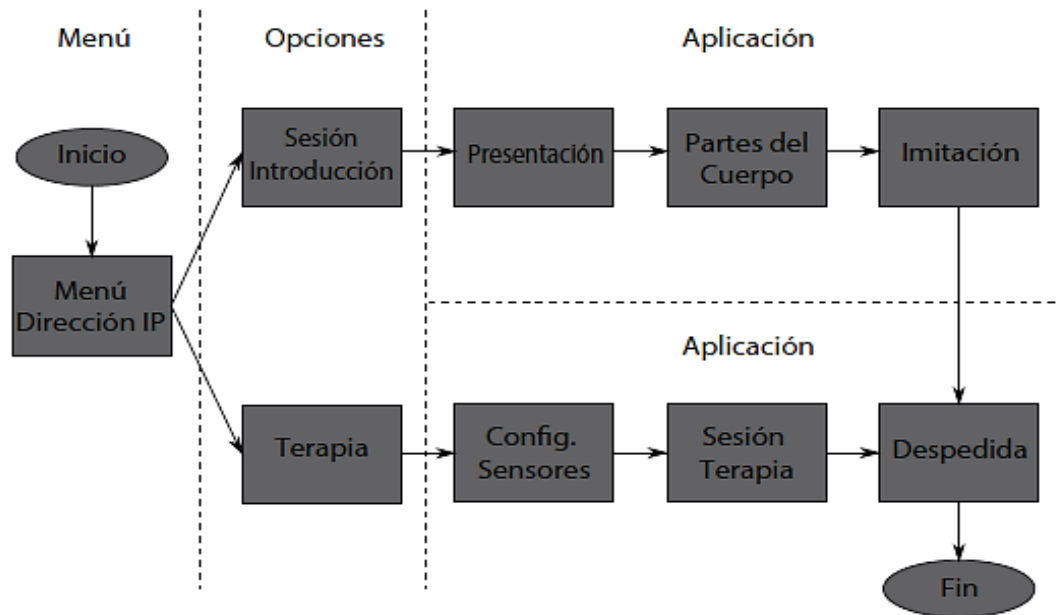 Menú
Opciones
Aplicación
Inicio
Sesión
Introducción
Presentación
Partes del
Cuerpo
Imitación
Menú
Dirección IP
Aplicación
Terapia
Config.
Sensores
Sesión
Terapia
Despedida
Fin